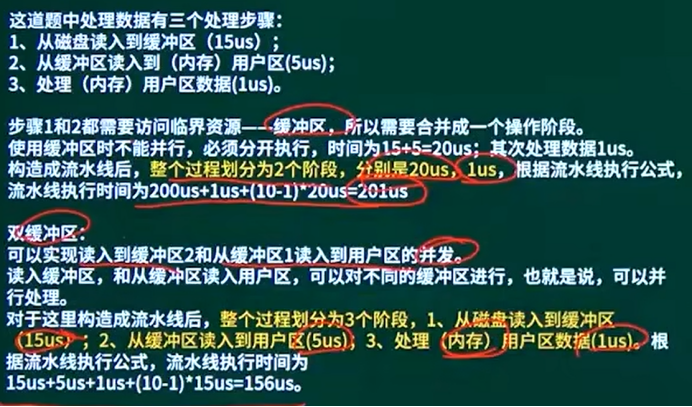 这道题中处理数据有三个处理步骤：
1、从磁盘读入到缓冲区（15us）；
2、从缓冲区读入到（内存）用户区(5us)；
3、处理（内存）用户区数据(1us)。
步骤1和2都需要访问临界资源——缓冲区，所以需要合并成一个操作阶段。
使用缓冲区时不能并行，必须分开执行，时间为15+5=20us；其次处理数据1us。
构造成流水线后，整个过程划分为2个阶段，分别是20us，1us，根据流水线执行公式，
流水线执行时间为200us+1us+(10-1)*20us=201us
双缓冲区：
可以实现读入到缓冲区2和从缓冲区1读入到用户区的并发。
读入缓冲区，和从缓冲区读入用户区，可以对不同的缓冲区进行，也就是说，可以并
行处理。
对于这里构造成流水线后，整个过程划分为3个阶段，1、从磁盘读入到缓冲区
（15us）；2、从缓冲区读入到用户区(5us)；3、处理（内存）用户区数据(1us)。根
据流水线执行公式，流水线执行时间为
15us+5us+1us+(10-1)*15us=156us。